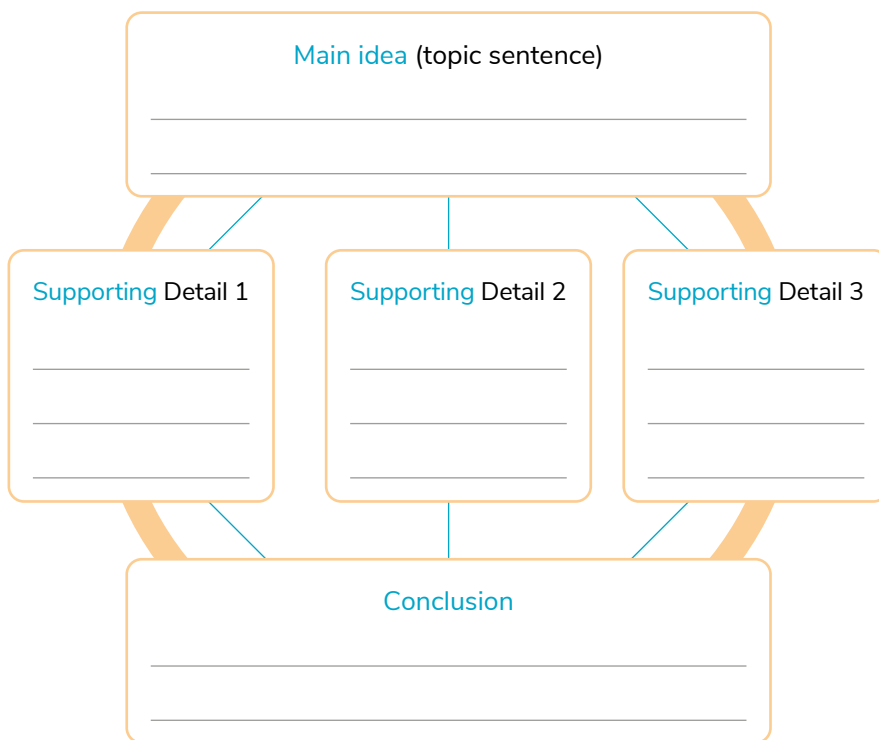 Main idea (topic sentence)
Supporting Detail 1
Supporting Detail 2
Supporting Detail 3
Conclusion